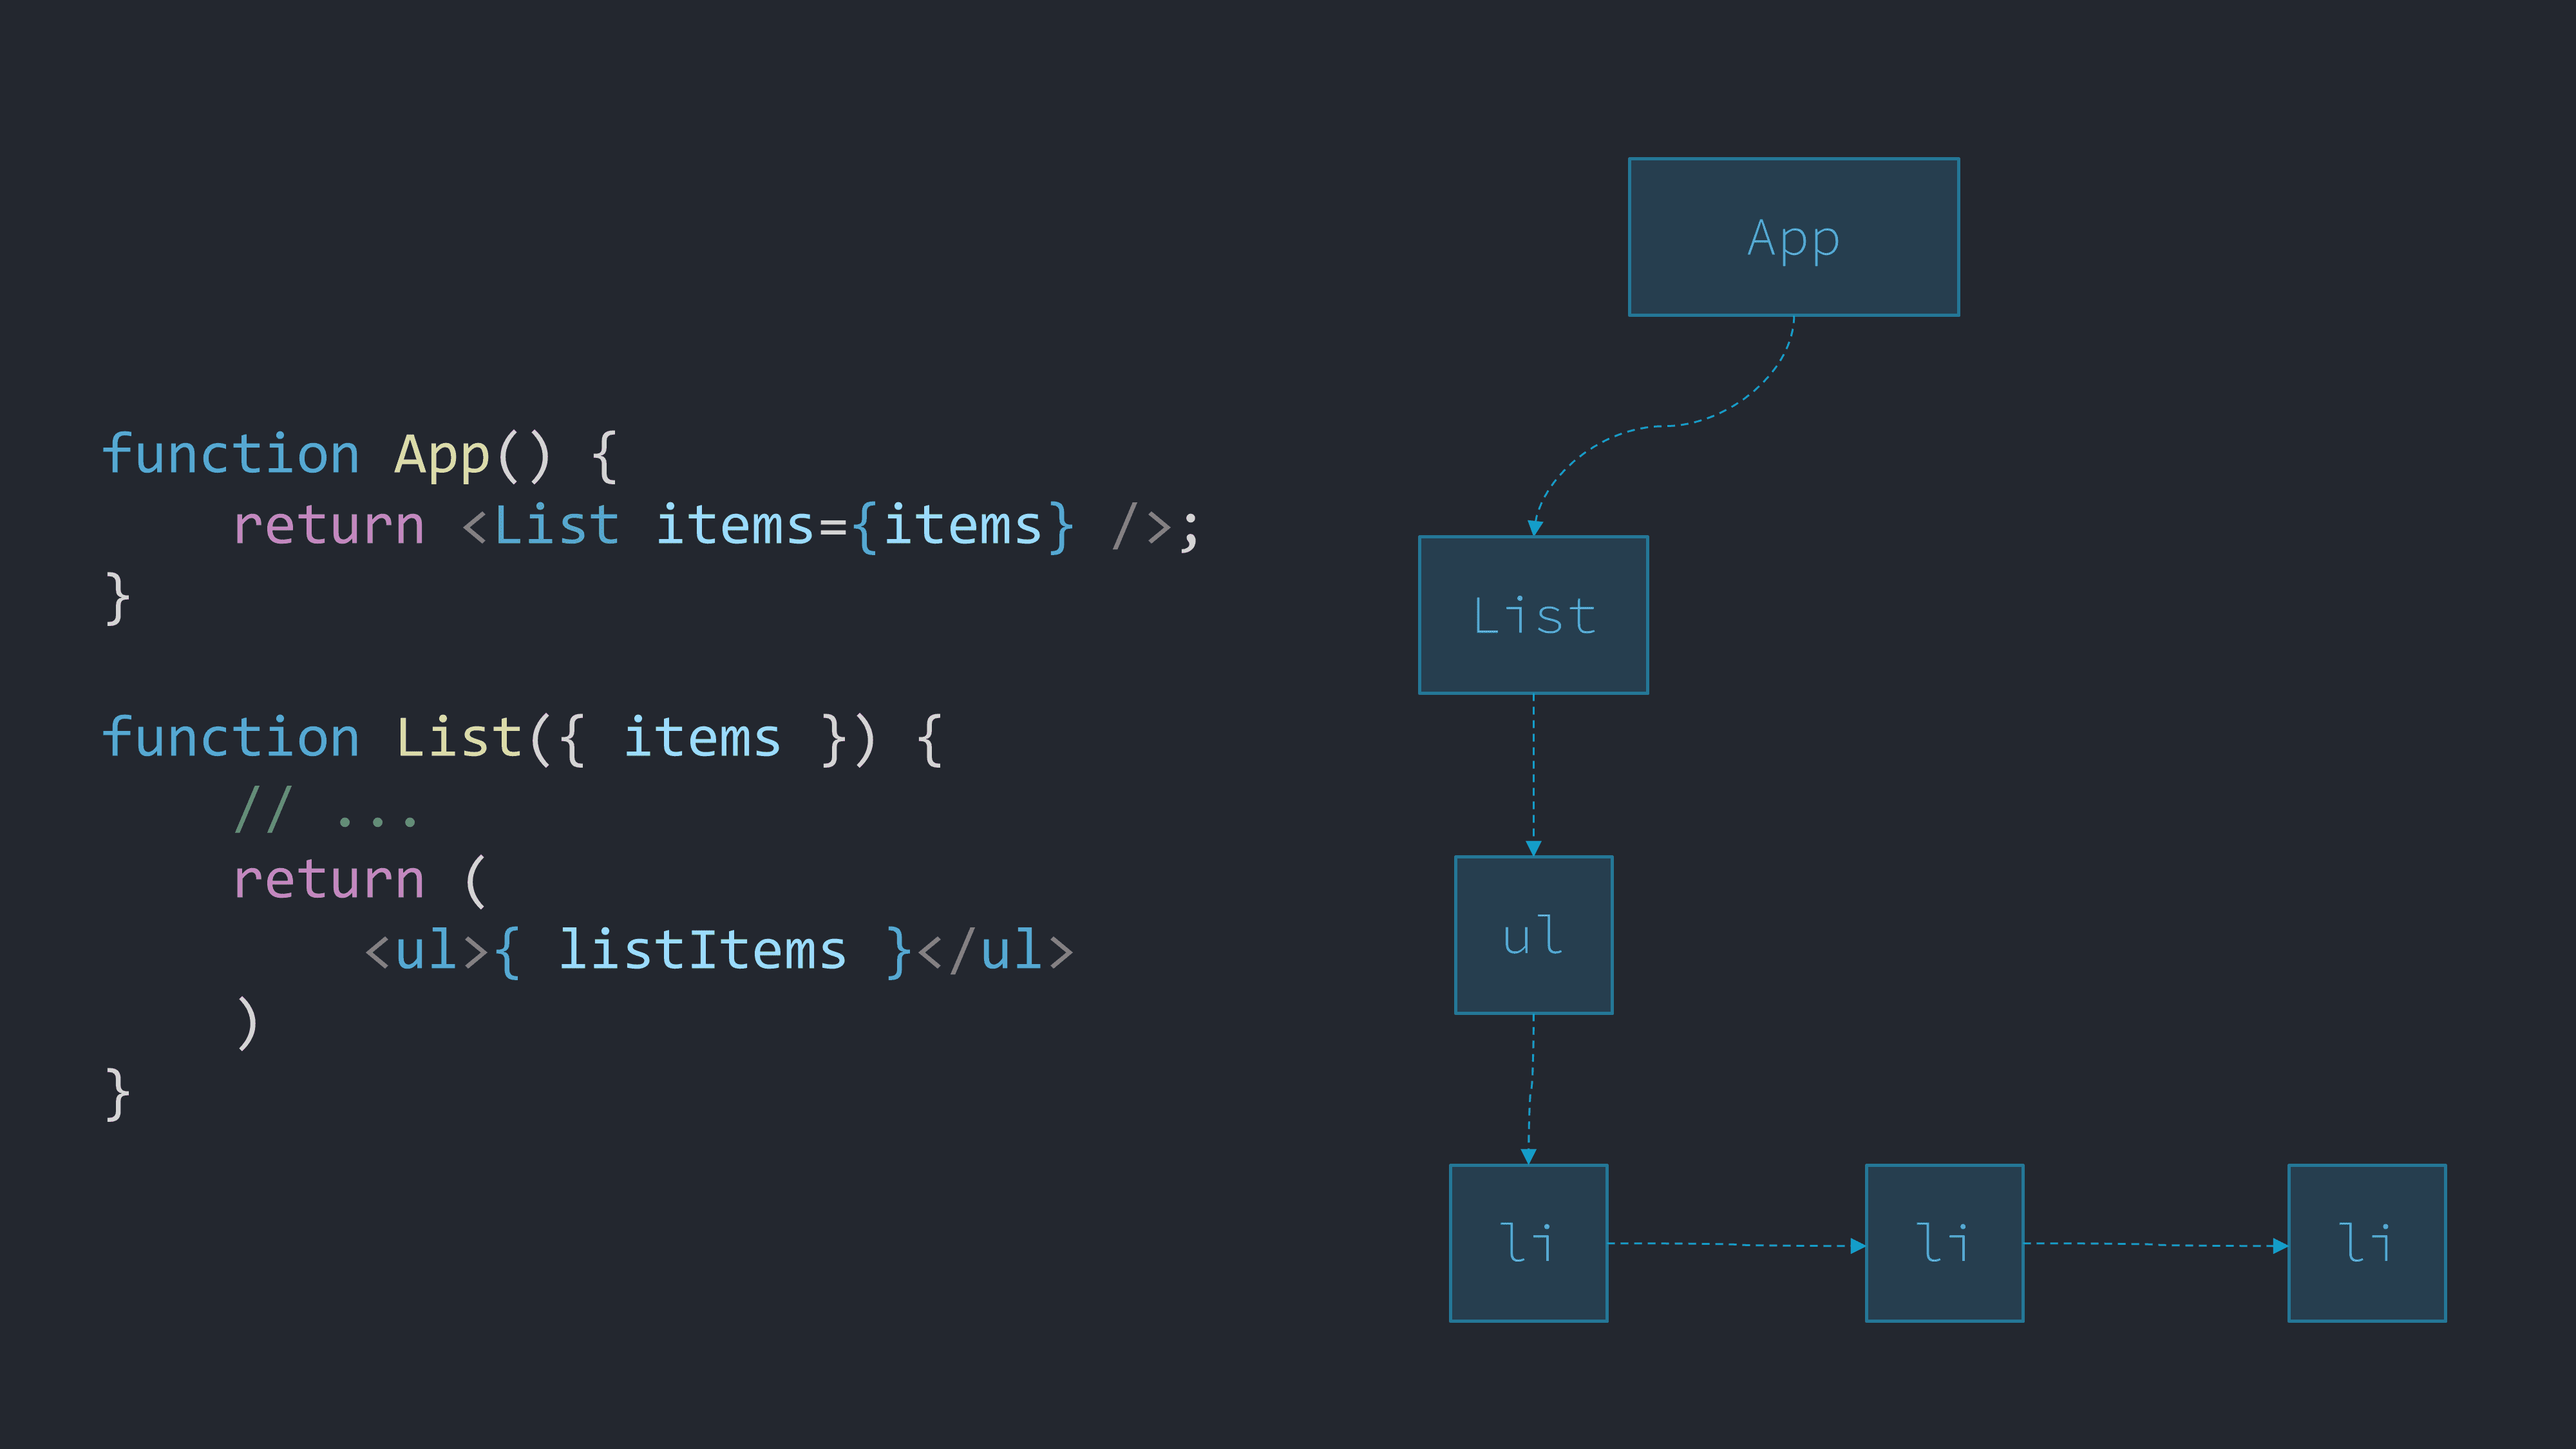 function App() {
    return <List items={items} />;
}
function List({ items }) {
    // ...
    return (
        <ul>{ listItems }</ul>
    )
}
App
List
ul
li li li